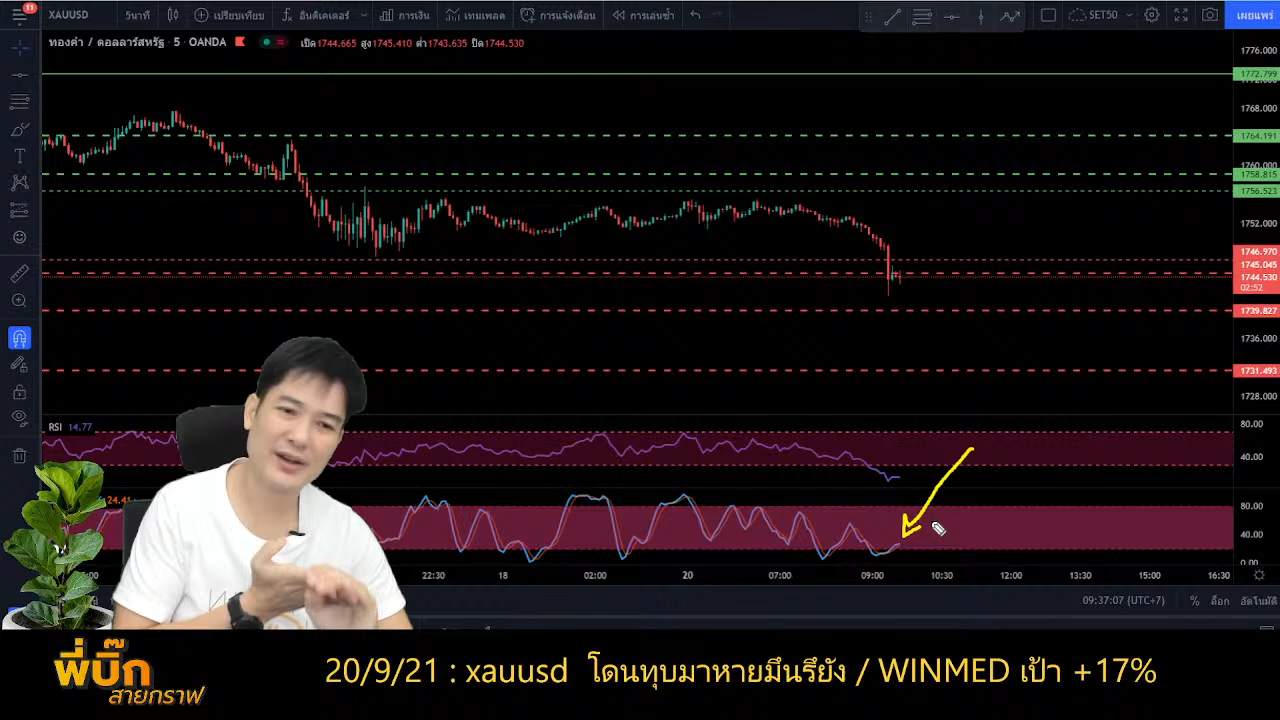 11
XAUUSD 5นาที เปรียบเทียบ อินดิเคเตอร์ การเงิน เทมเพลต การแจ้งเตือน การเล่นซ้ำ SET50 เผยแพร่
ทองคำ / ดอลลาร์สหรัฐ · 5 · OANDA เปิด1744.665 สูง1745.410 ต่ำ1743.635 ปิด1744.530
1776.000
1772.799
1768.000
1764.191
1760.000
1758.815
1756.523
1752.000
1746.970
1745.045
1744.530
02:52
1739.827
1736.000
1731.493
1728.000
RSI 14.77
80.00
40.00
24.41
80.00
40.00
0.00
22:30 18 02:00 20 07:00 09:00 10:30 12:00 13:30 15:00 16:30
09:37:07 (UTC+7) % ล็อก อัตโนมัติ
พี่บิ๊ก
สายกราฟ
20/9/21 : xauusd โดนทุบมาหายมึนรึยัง / WINMED เป้า +17%